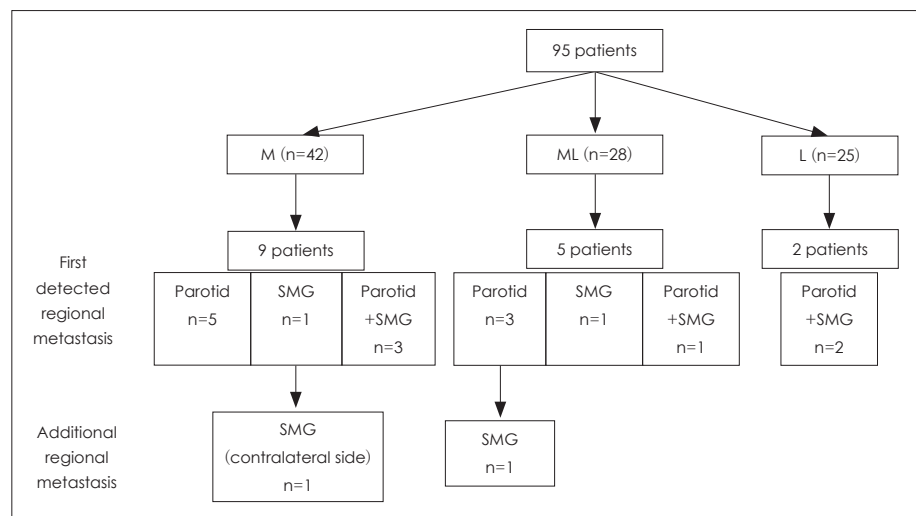 95 patients
M (n=42)
ML (n=28)
L (n=25)
9 patients
5 patients
2 patients
First
detected
regional
metastasis
Parotid
n=5
SMG
n=1
Parotid
+SMG
n=3
Parotid
n=3
SMG
n=1
Parotid
+SMG
n=1
Parotid
+SMG
n=2
Additional
regional
metastasis
SMG
(contralateral side)
n=1
SMG
n=1